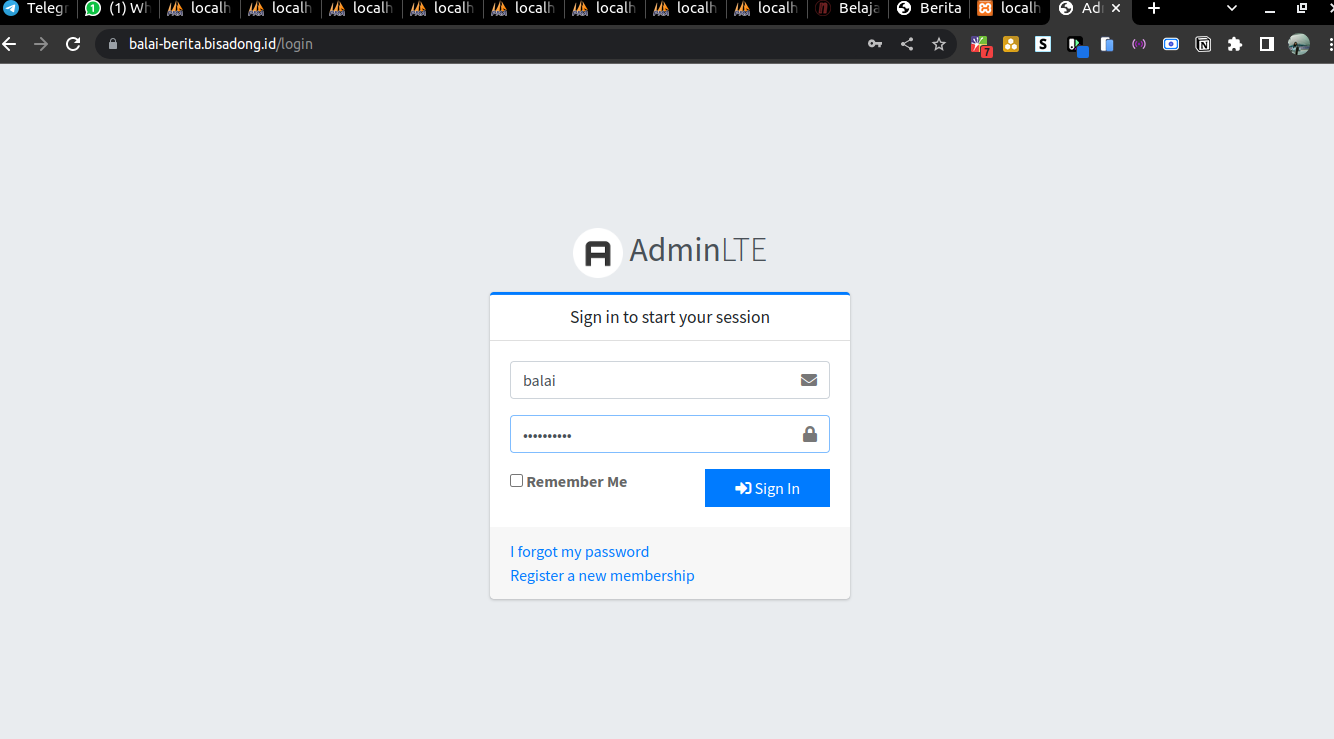 Telegr (1) Wh localh localh localh localh localh localh localh localh Belaja Berita localh Adı
balai-berita.bisadong.id/login
7
S
A AdminLTE
Sign in to start your session
balai
••••••••••
Remember Me
Sign In
I forgot my password
Register a new membership